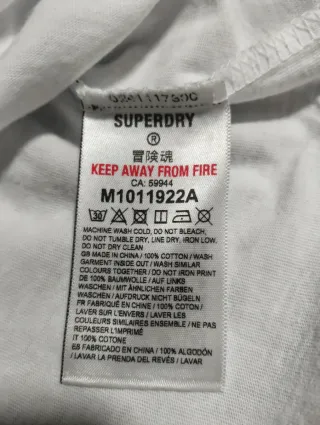 SUPERDRY
®
冒険魂
KEEP AWAY FROM FIRE
CA: 59944
M1011922A
30
MACHINE WASH COLD, DO NOT BLEACH,
DO NOT TUMBLE DRY, LINE DRY, IRON LOW,
DO NOT DRY CLEAN
GB MADE IN CHINA / 100% COTTON / WASH
GARMENT INSIDE OUT / WASH SIMILAR
COLOURS TOGETHER / DO NOT IRON PRINT
DE 100% BAUMWOLLE / AUF LINKS
WASCHEN / MIT ÄHNLICHEN FARBEN
WASCHEN / AUFDRUCK NICHT BÜGELN
FR FABRIQUÉ EN CHINE / 100% COTON /
LAVER SUR L'ENVERS / LAVER LES
COULEURS SIMILAIRES ENSEMBLE / NE PAS
REPASSER L'IMPRIMÉ
IT 100% COTONE
ES FABRICADO EN CHINA / 100% ALGODÓN
/ LAVAR LA PRENDA DEL REVÉS / LAVAR